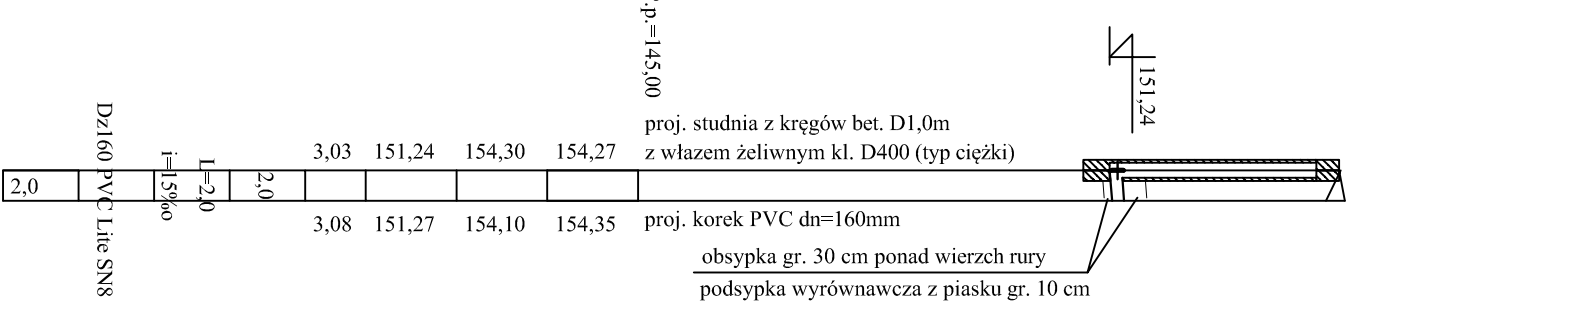 .p.=145,00
151,24
proj. studnia z kręgów bet. D1,0m
z włazem żeliwnym kl. D400 (typ ciężki)
3,03 151,24 154,30 154,27
2,0
Dz160 PVC Lite SN8
i=15‰
L=2,0
2,0
3,08 151,27 154,10 154,35
proj. korek PVC dn=160mm
obsypka gr. 30 cm ponad wierzch rury
podsypka wyrównawcza z piasku gr. 10 cm